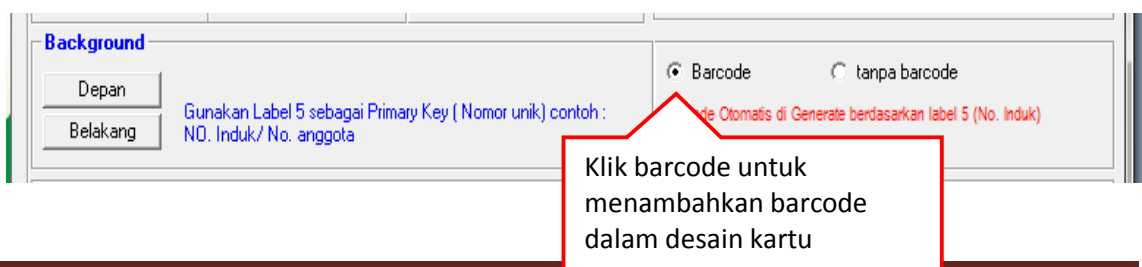 Background
Depan
Belakang
Gunakan Label 5 sebagai Primary Key ( Nomor unik) contoh :
NO. Induk/ No. anggota
Barcode
tanpa barcode
Otomatis di Generate berdasarkan label 5 (No. Induk)
Klik barcode untuk
menambahkan barcode
dalam desain kartu